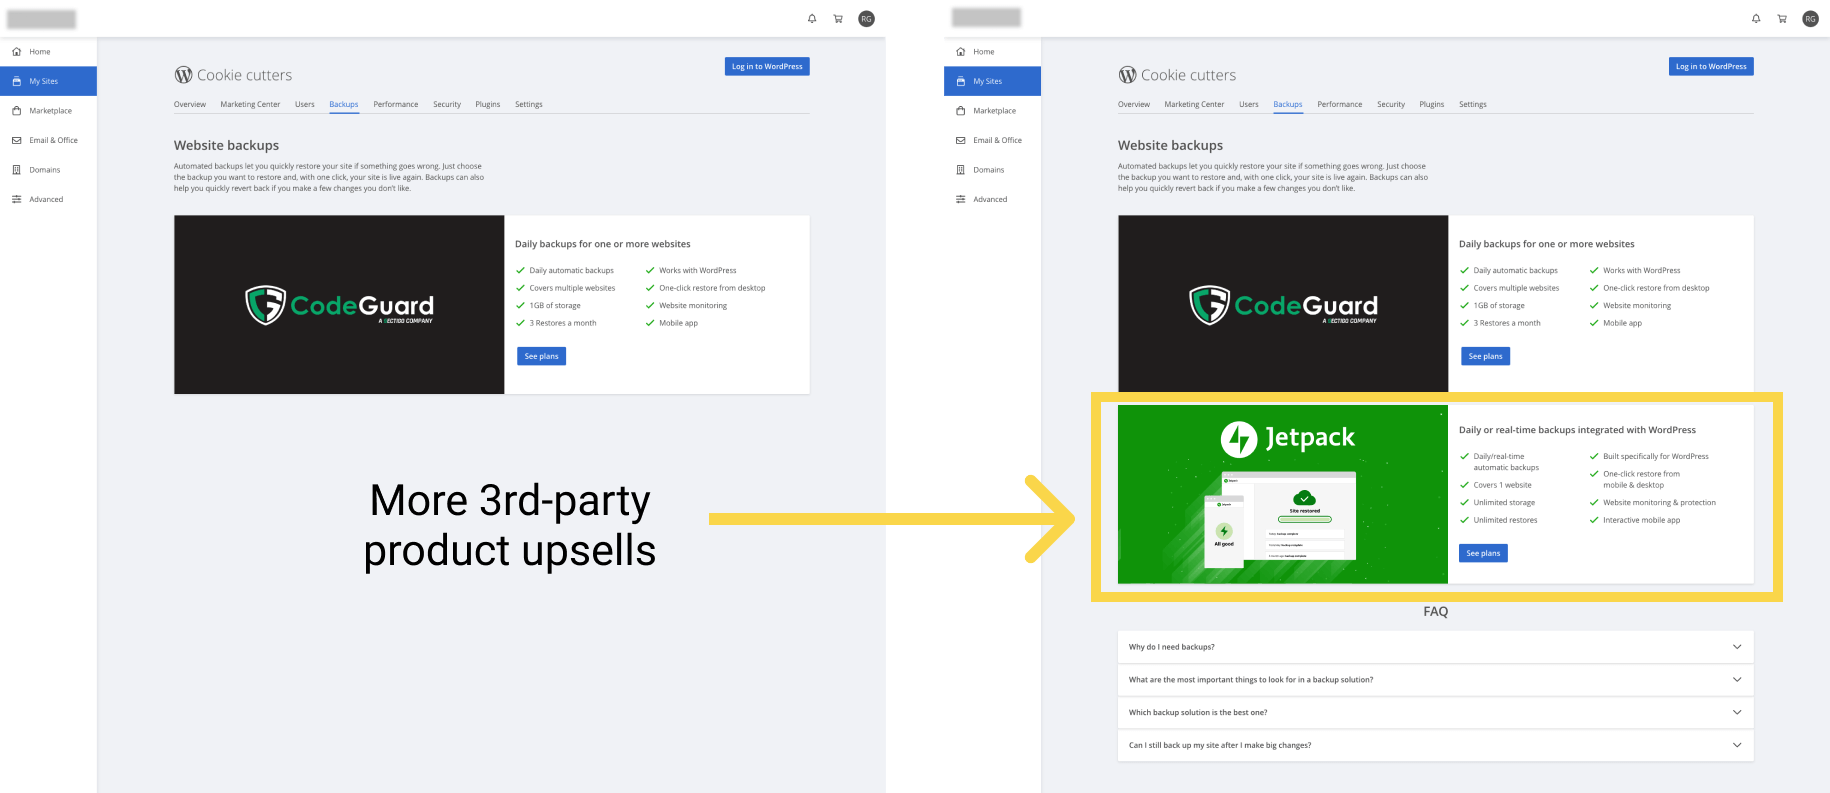 RG
Home
My Sites
Marketplace
Email & Office
Domains
Advanced
Cookie cutters
Log in to WordPress
Overview Marketing Center Users Backups Performance Security Plugins Settings
Website backups
Automated backups let you quickly restore your site if something goes wrong. Just choose
the backup you want to restore and, with one click, your site is live again. Backups can also
help you quickly revert back if you make a few changes you don't like.
CodeGuard
A SECTIGO COMPANY
Daily backups for one or more websites
Daily automatic backups
Covers multiple websites
1GB of storage
3 Restores a month
Works with WordPress
One-click restore from desktop
Website monitoring
Mobile app
See plans
More 3rd-party
product upsells
RG
Home
My Sites
Marketplace
Email & Office
Domains
Advanced
Cookie cutters
Log in to WordPress
Overview Marketing Center Users Backups Performance Security Plugins Settings
Website backups
Automated backups let you quickly restore your site if something goes wrong. Just choose
the backup you want to restore and, with one click, your site is live again. Backups can also
help you quickly revert back if you make a few changes you don't like.
CodeGuard
A SECTIGO COMPANY
Daily backups for one or more websites
Daily automatic backups
Covers multiple websites
1GB of storage
3 Restores a month
Works with WordPress
One-click restore from desktop
Website monitoring
Mobile app
See plans
Jetpack
Jetpack
Site restored
Jetpack
All good
Daily or real-time backups integrated with WordPress
Daily/real-time
automatic backups
Covers 1 website
Unlimited storage
Unlimited restores
Built specifically for WordPress
One-click restore from
mobile & desktop
Website monitoring & protection
Interactive mobile app
See plans
FAQ
Why do I need backups?
What are the most important things to look for in a backup solution?
Which backup solution is the best one?
Can I still back up my site after I make big changes?